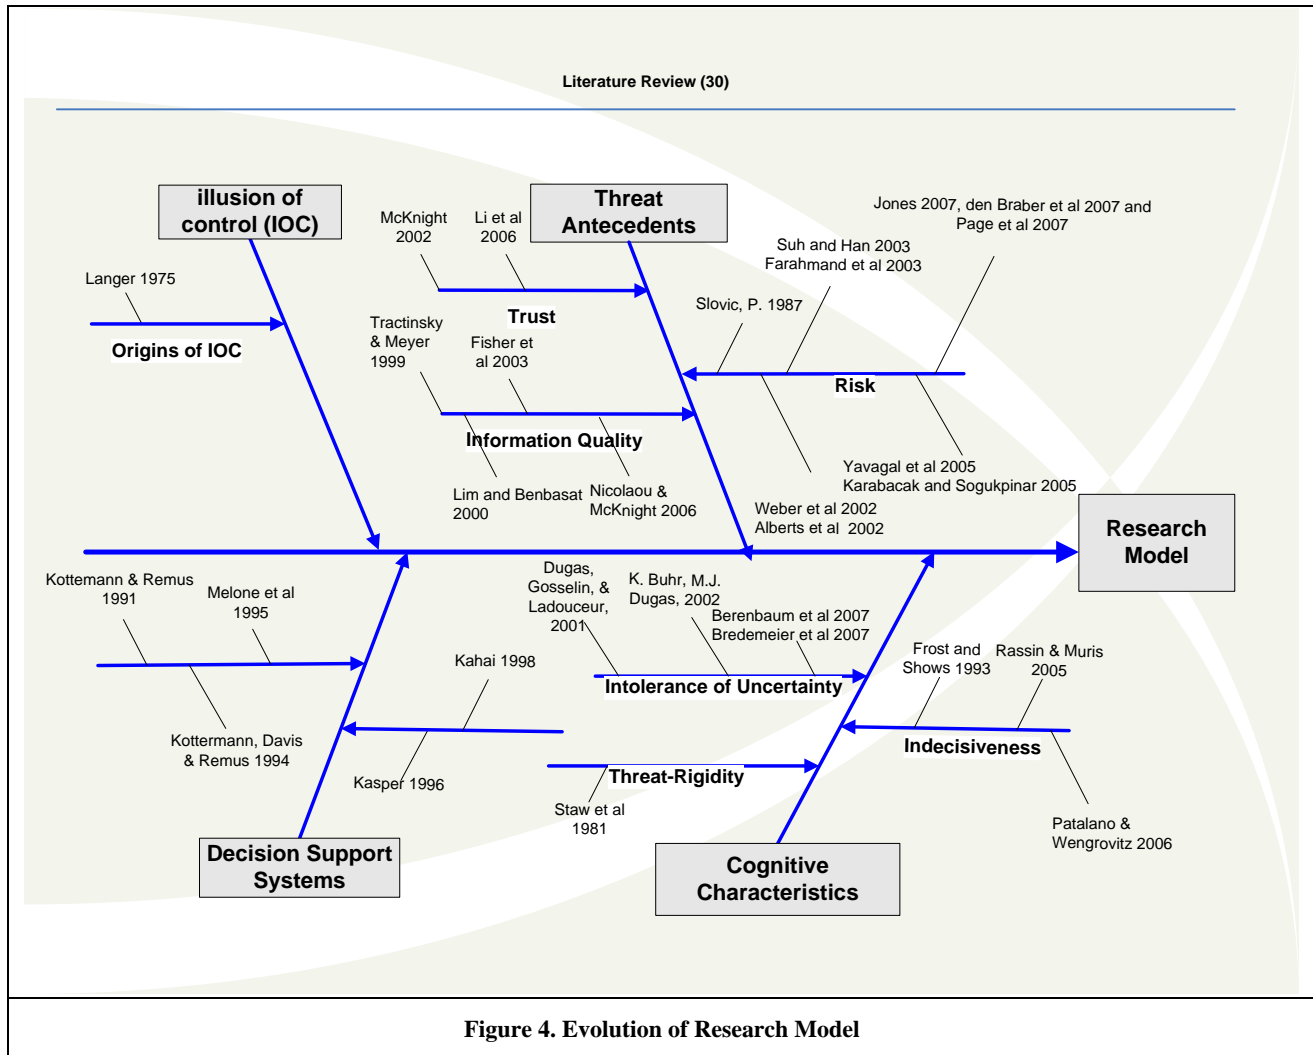 Literature Review (30)
illusion of
control (IOC)
Threat
Antecedents
McKnight
2002
Li et al
2006
Jones 2007, den Braber et al 2007 and
Page et al 2007
Suh and Han 2003
Farahmand et al 2003
Langer 1975
Slovic, P. 1987
Trust
Origins of IOC
Tractinsky
& Meyer
1999
Fisher et
al 2003
Risk
Information Quality
Lim and Benbasat
2000
Nicolaou &
McKnight 2006
Yavagal et al 2005
Karabacak and Sogukpinar 2005
Weber et al 2002
Alberts et al  2002
Research
Model
Kottemann & Remus
1991
Melone et al
1995
Dugas,
Gosselin, &
Ladouceur,
2001
K. Buhr, M.J.
Dugas, 2002
Berenbaum et al 2007
Bredemeier et al 2007
Frost and
Shows 1993
Rassin & Muris
2005
Kahai 1998
Intolerance of Uncertainty
Indecisiveness
Kottermann, Davis
& Remus 1994
Kasper 1996
Threat-Rigidity
Staw et al
1981
Patalano &
Wengrovitz 2006
Decision Support
Systems
Cognitive
Characteristics
Figure 4. Evolution of Research Model